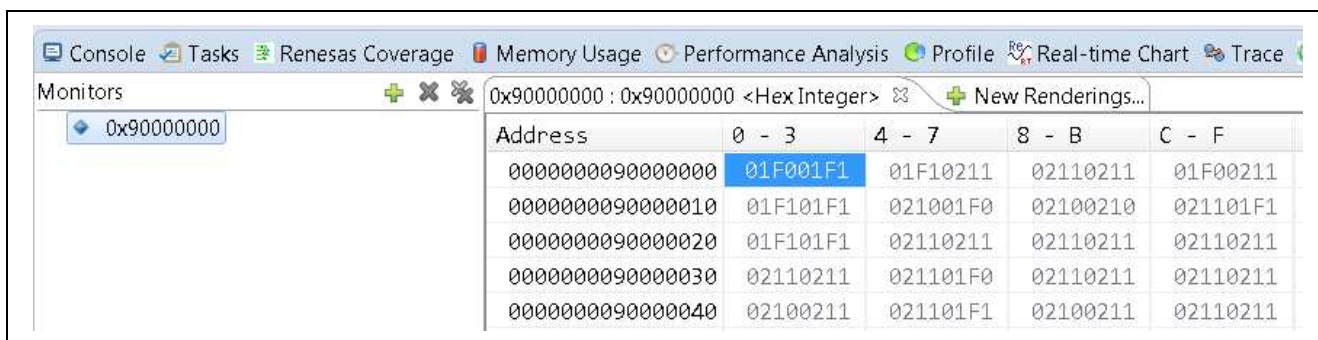 Console Tasks Renesas Coverage Memory Usage Performance Analysis Profile Real-time Chart Trace
Monitors
0x90000000 : 0x90000000 <Hex Integer> New Renderings...
0x90000000
Address 0 - 3 4 - 7 8 - B C - F
0000000090000000 01F001F1 01F10211 02110211 01F00211
0000000090000010 01F101F1 021001F0 02100210 021101F1
0000000090000020 01F101F1 02110211 02110211 02110211
0000000090000030 02110211 021101F0 02110211 02110211
0000000090000040 02100211 021101F1 02100211 02110211